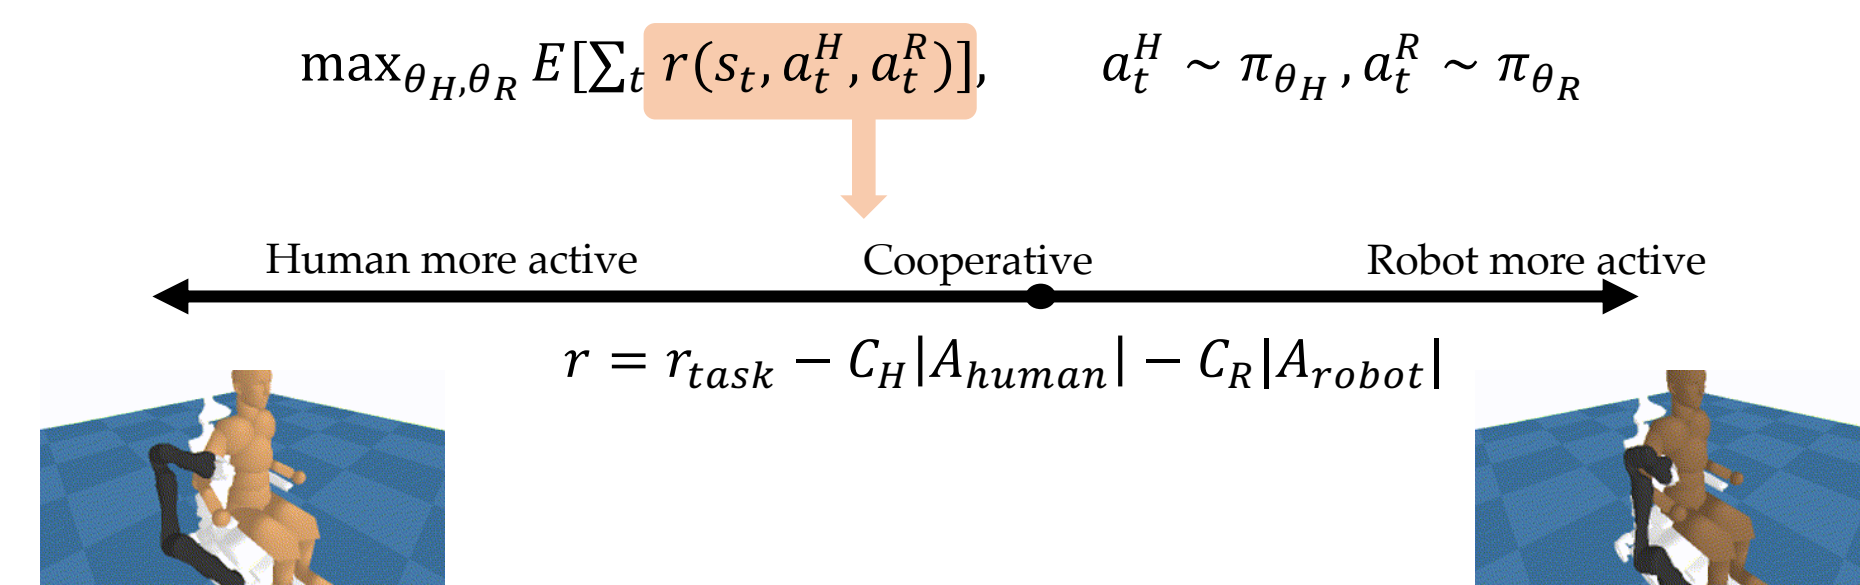 max_{θ_H,θ_R} E[∑_t r(s_t, a_t^H, a_t^R)], a_t^H ~ π_{θ_H}, a_t^R ~ π_{θ_R}
Human more active Cooperative Robot more active
r = r_{task} − C_H|A_{human}| − C_R|A_{robot}|